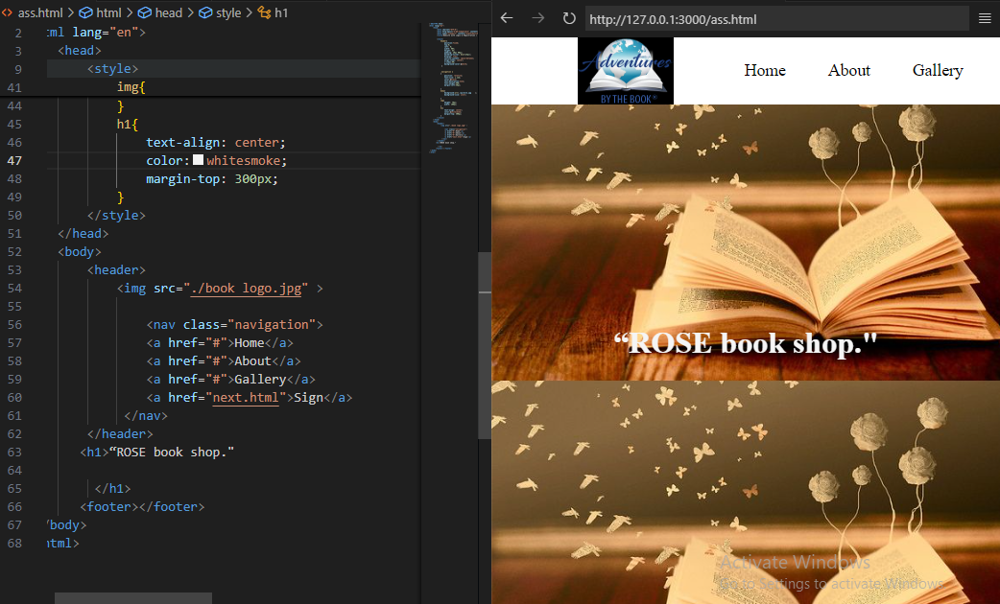 ass.html > html > head > style > h1
2 tml lang="en">
3 <head>
9 <style>
41 img{
44 }
45 h1{
46 text-align: center;
47 color: whitesmoke;
48 margin-top: 300px;
49 }
50 </style>
51 </head>
52 <body>
53 <header>
54 <img src="./book logo.jpg" >
55
56 <nav class="navigation">
57 <a href="#">Home</a>
58 <a href="#">About</a>
59 <a href="#">Gallery</a>
60 <a href="next.html">Sign</a>
61 </nav>
62 </header>
63 <h1>“ROSE book shop."
64
65 </h1>
66 <footer></footer>
67 /body>
68 html>
http://127.0.0.1:3000/ass.html
Adventures
BY THE BOOK®
Home About Gallery
“ROSE book shop."
Activate Windows
Go to Settings to activate Windows.